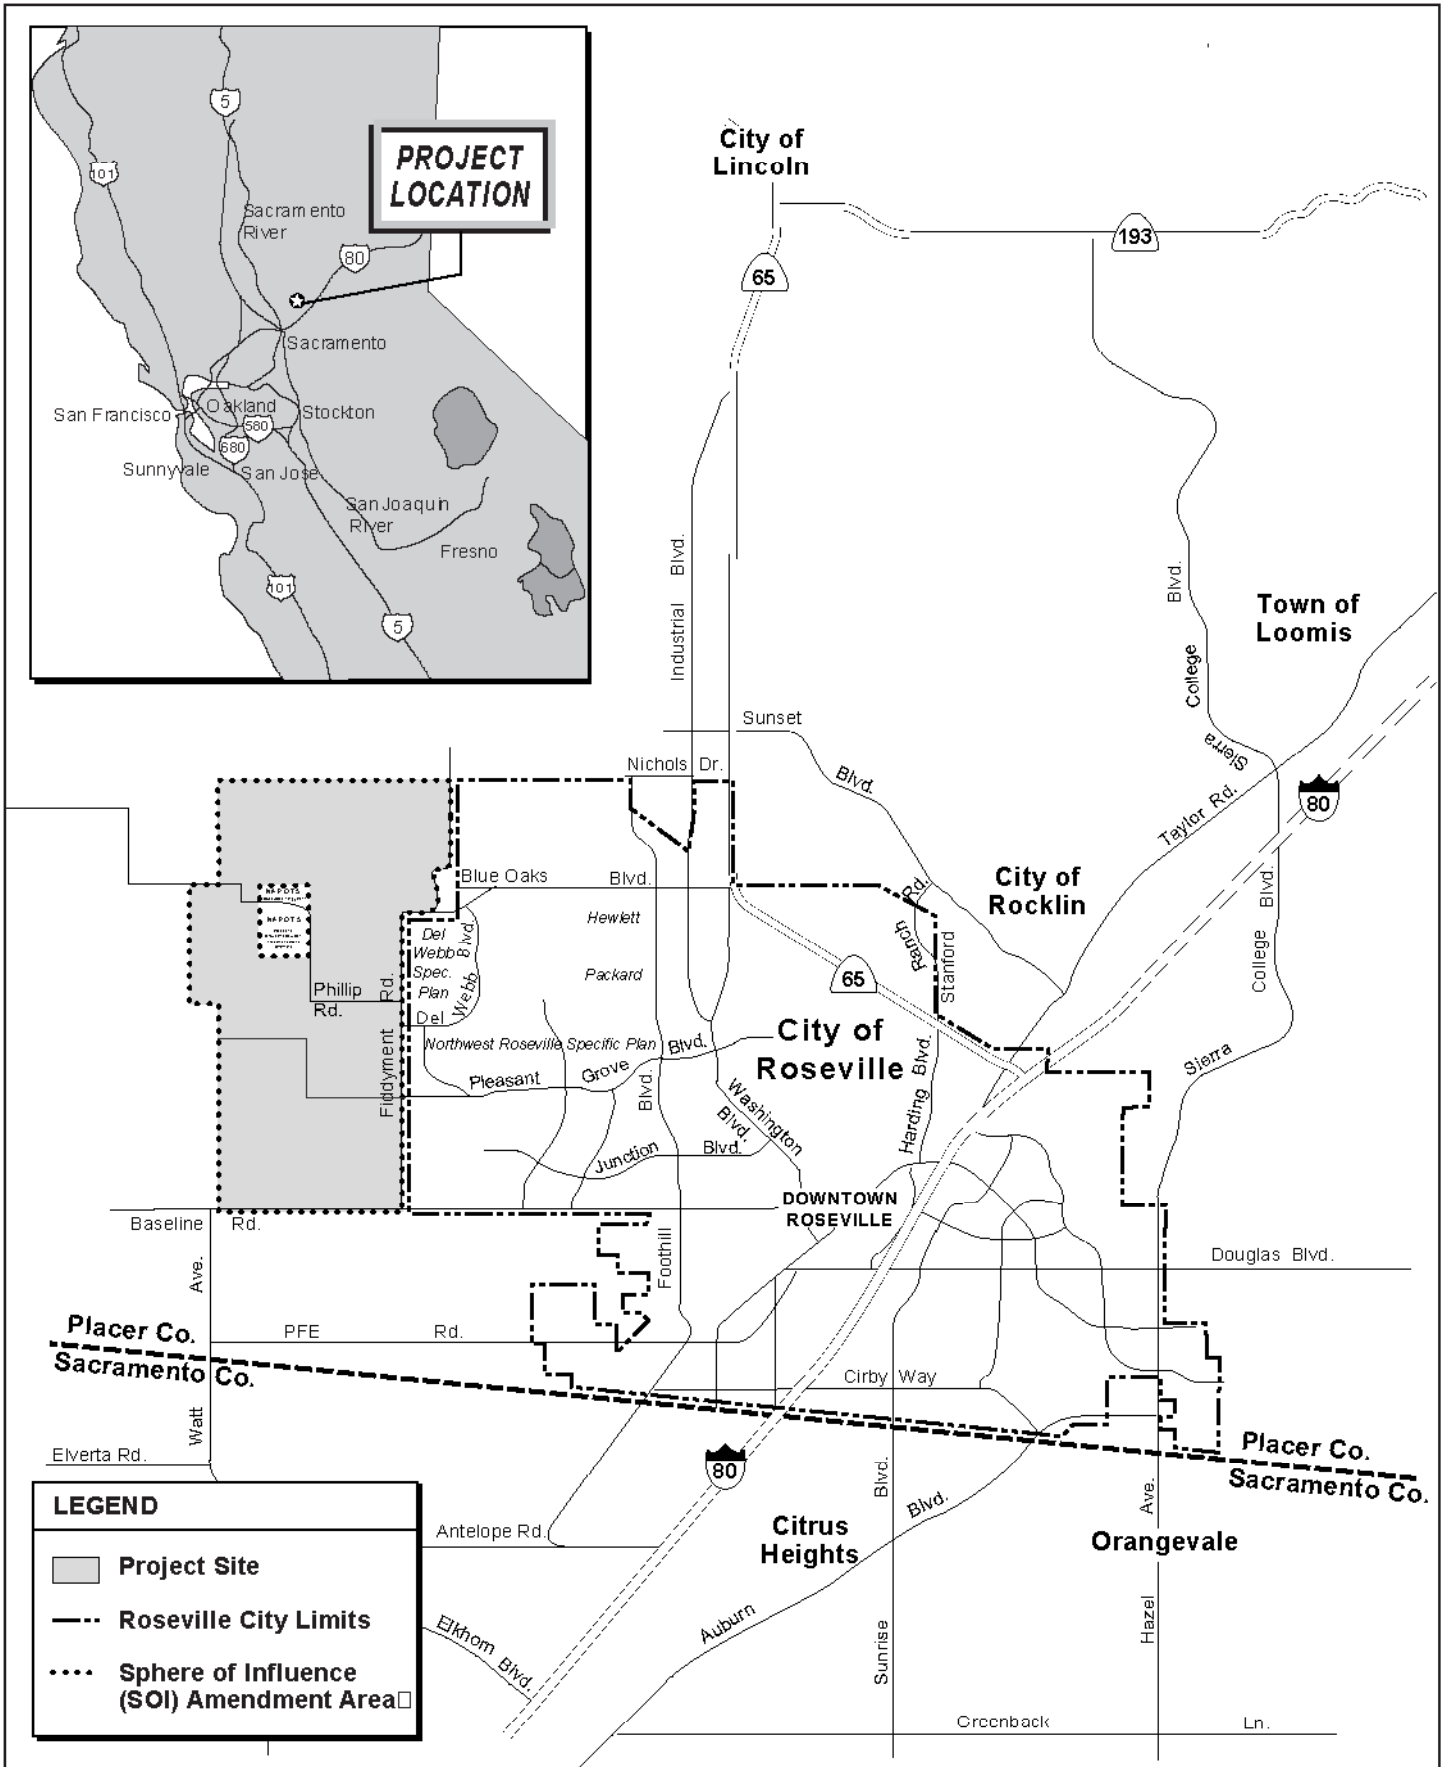 PROJECT
LOCATION
5
101
Sacramento
River
80
Sacramento
San Francisco
Oakland
Stockton
580
680
Sunnyvale
San Jose
San Joaquin
River
Fresno
101
5
City of
Lincoln
193
65
Industrial Blvd.
Blvd.
College
Sierra
Town of
Loomis
Sunset
Blvd.
Nichols Dr.
Taylor Rd.
80
City of
Rocklin
Blue Oaks Blvd.
Hewlett
Packard
Del
Webb
Spec.
Plan
Del Webb Blvd.
NAPOTS
Phillip
Rd.
Fiddyment Rd.
Ranch Rd.
Stanford
65
College Blvd.
Sierra
Northwest Roseville Specific Plan
Pleasant Grove Blvd.
City of
Roseville
Harding Blvd.
Washington
Blvd.
Blvd.
Junction Blvd.
DOWNTOWN
ROSEVILLE
Baseline Rd.
Foothill
Douglas Blvd.
Ave.
Watt
PFE Rd.
Placer Co.
Sacramento Co.
Cirby Way
Placer Co.
Sacramento Co.
Elverta Rd.
80
Antelope Rd.
Citrus
Heights
Blvd.
Sunrise
Auburn Blvd.
Orangevale
Ave.
Hazel
Elkhorn Blvd.
Greenback Ln.
LEGEND
Project Site
Roseville City Limits
Sphere of Influence
(SOI) Amendment Area